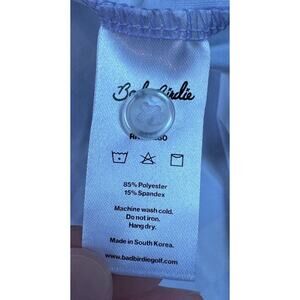 Bad Birdie
85% Polyester
15% Spandex
Machine wash cold.
Do not iron.
Hang dry.
Made in South Korea.
www.badbirdiegolf.com